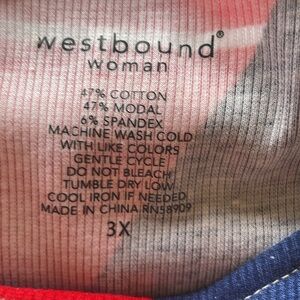 westbound®
woman
47% COTTON
47% MODAL
6% SPANDEX
MACHINE WASH COLD
WITH LIKE COLORS
GENTLE CYCLE
DO NOT BLEACH
TUMBLE DRY LOW
COOL IRON IF NEEDED
MADE IN CHINA RN58909
3X